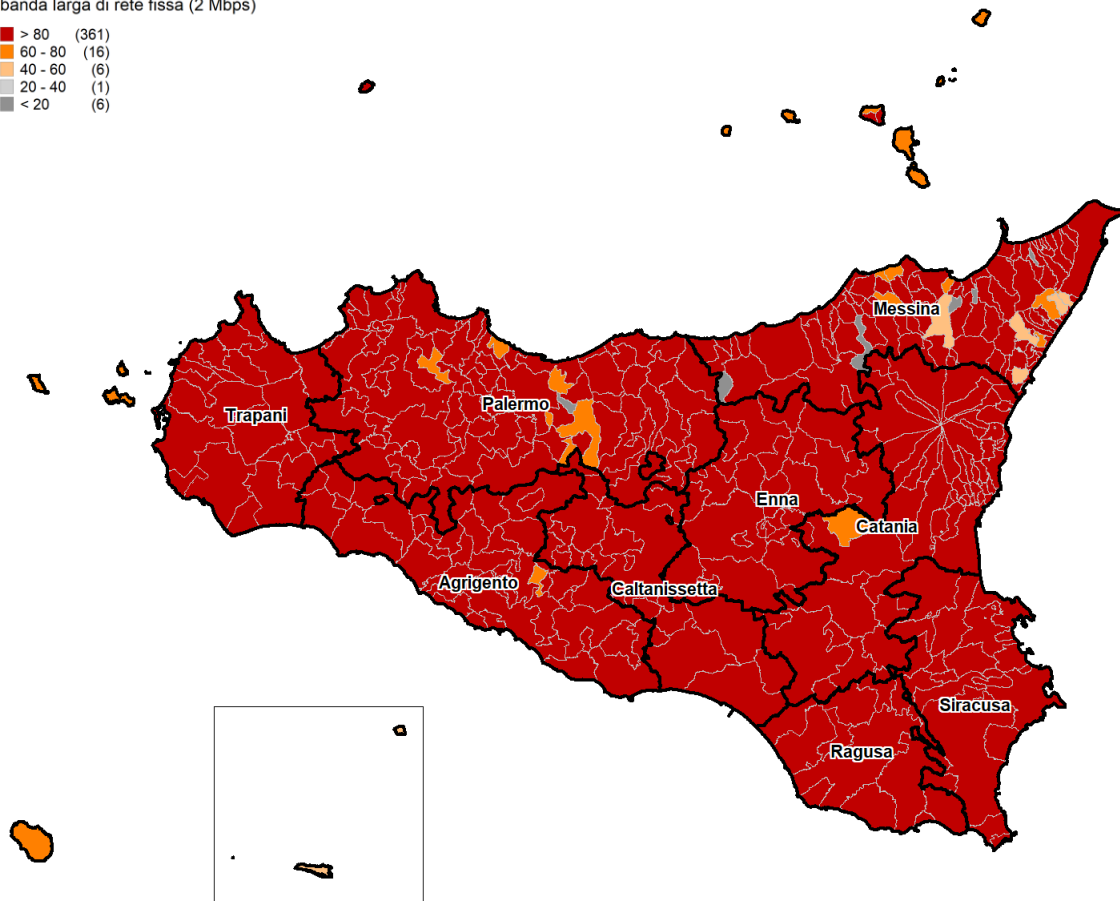 banda larga di rete fissa (2 Mbps)
> 80 (361)
60 - 80 (16)
40 - 60 (6)
20 - 40 (1)
< 20 (6)
Messina
Palermo
Trapani
Enna
Catania
Agrigento
Caltanissetta
Siracusa
Ragusa